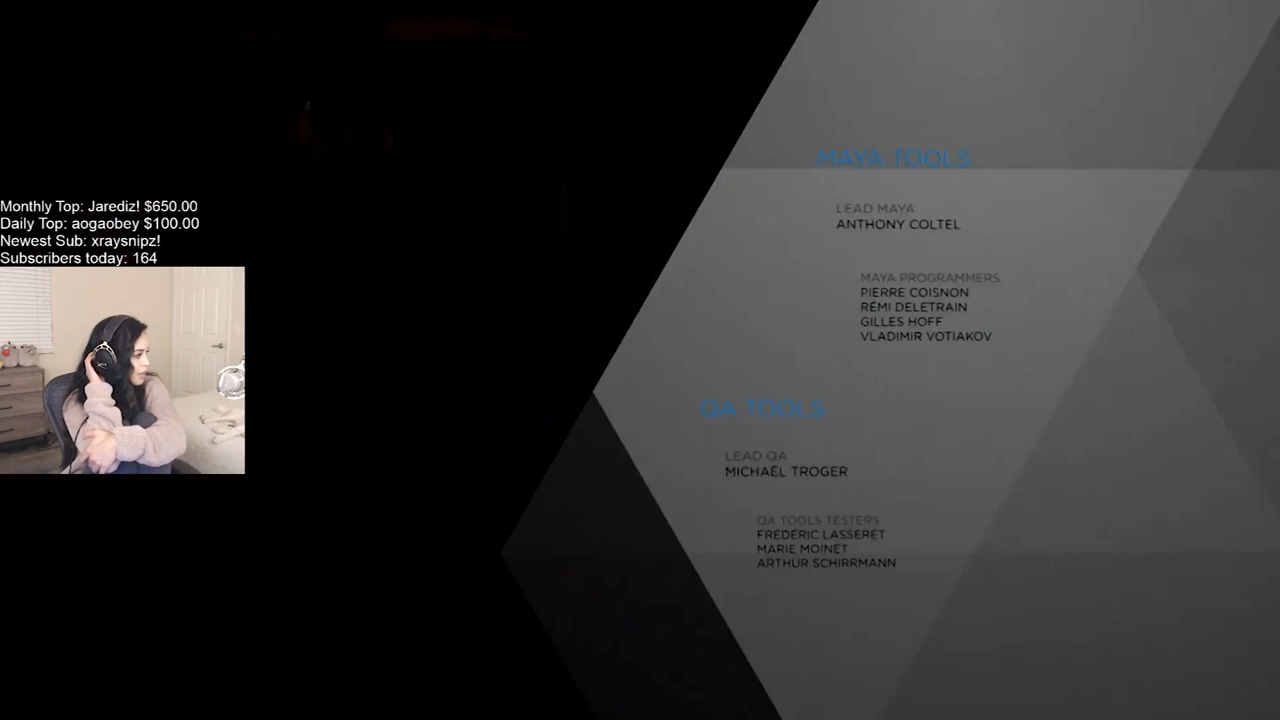 Monthly Top: Jarediz! $650.00
Daily Top: aogaobey $100.00
Newest Sub: xraysnipz!
Subscribers today: 164
MAYA TOOLS
LEAD MAYA
ANTHONY COLTEL
MAYA PROGRAMMERS
PIERRE COISNON
RÉMI DELETRAIN
GILLES HOFF
VLADIMIR VOTIAKOV
QA TOOLS
LEAD QA
MICHAËL TROGER
QA TOOLS TESTERS
FRÉDÉRIC LASSERET
MARIE MOINET
ARTHUR SCHIRRMANN